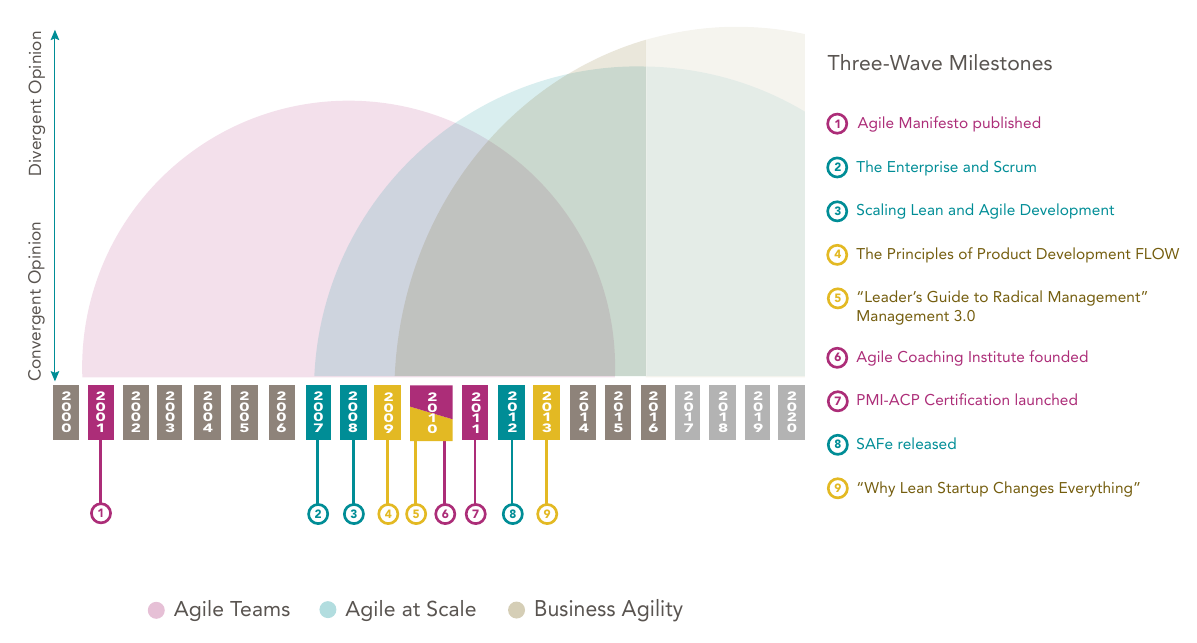 Divergent Opinion
Convergent Opinion
Three-Wave Milestones
1 Agile Manifesto published
2 The Enterprise and Scrum
3 Scaling Lean and Agile Development
4 The Principles of Product Development FLOW
5 “Leader’s Guide to Radical Management”
Management 3.0
6 Agile Coaching Institute founded
7 PMI-ACP Certification launched
8 SAFe released
9 “Why Lean Startup Changes Everything”
2000 2001 2002 2003 2004 2005 2006 2007 2008 2009 2010 2011 2012 2013 2014 2015 2016 2017 2018 2019 2020
1 2 3 4 5 6 7 8 9
Agile Teams Agile at Scale Business Agility